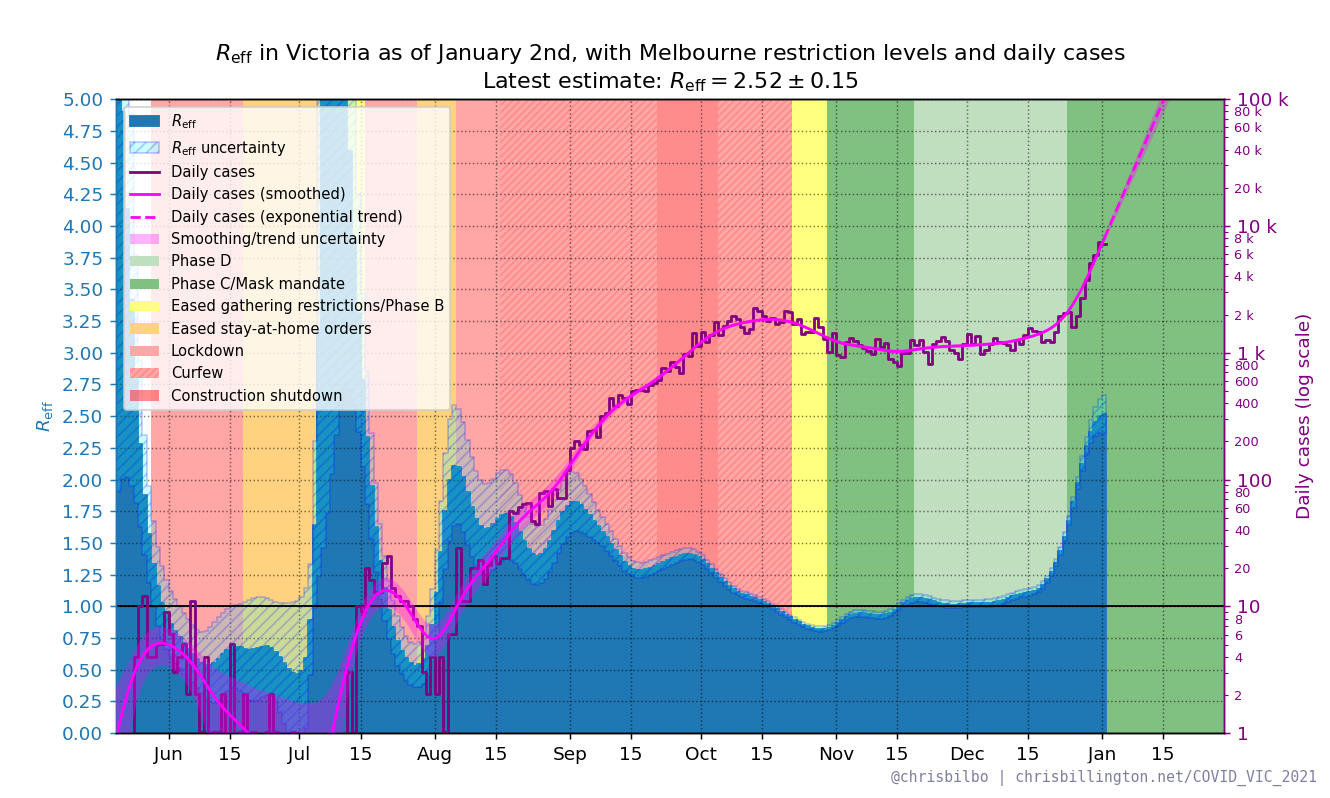 Reff in Victoria as of January 2nd, with Melbourne restriction levels and daily cases
Latest estimate: Reff = 2.52 ± 0.15
5.00
4.75
4.50
4.25
4.00
3.75
3.50
3.25
3.00
2.75
2.50
2.25
2.00
1.75
1.50
1.25
1.00
0.75
0.50
0.25
0.00
Reff
Reff
Reff uncertainty
Daily cases
Daily cases (smoothed)
Daily cases (exponential trend)
Smoothing/trend uncertainty
Phase D
Phase C/Mask mandate
Eased gathering restrictions/Phase B
Eased stay-at-home orders
Lockdown
Curfew
Construction shutdown
100 k
80 k
60 k
40 k
20 k
10 k
8 k
6 k
4 k
2 k
1 k
800
600
400
200
100
80
60
40
20
10
8
6
4
2
1
Daily cases (log scale)
Jun 15 Jul 15 Aug 15 Sep 15 Oct 15 Nov 15 Dec 15 Jan 15
@chrisbilbo | chrisbillington.net/COVID_VIC_2021